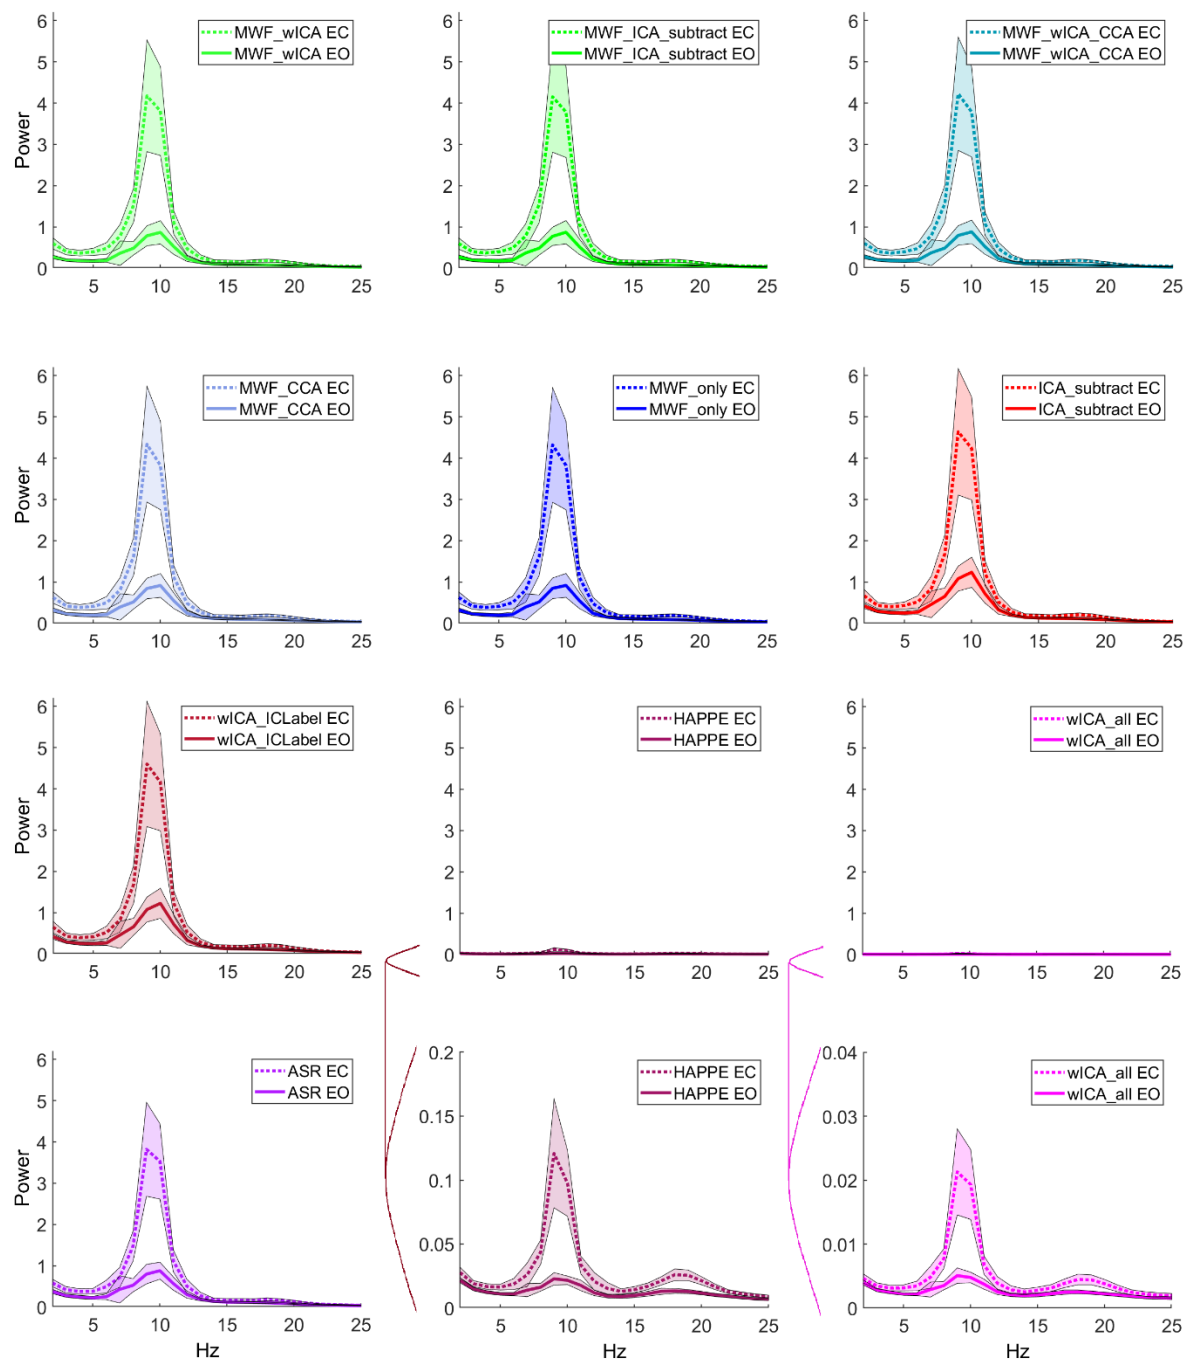 MWF_wICA EC
MWF_wICA EO
Power
6
5
4
3
2
1
0
5 10 15 20 25
MWF_ICA_subtract EC
MWF_ICA_subtract EO
6
5
4
3
2
1
0
5 10 15 20 25
MWF_wICA_CCA EC
MWF_wICA_CCA EO
6
5
4
3
2
1
0
5 10 15 20 25
MWF_CCA EC
MWF_CCA EO
Power
6
5
4
3
2
1
0
5 10 15 20 25
MWF_only EC
MWF_only EO
6
5
4
3
2
1
0
5 10 15 20 25
ICA_subtract EC
ICA_subtract EO
6
5
4
3
2
1
0
5 10 15 20 25
wICA_ICLabel EC
wICA_ICLabel EO
Power
6
5
4
3
2
1
0
5 10 15 20 25
HAPPE EC
HAPPE EO
6
5
4
3
2
1
0
5 10 15 20 25
wICA_all EC
wICA_all EO
6
5
4
3
2
1
0
5 10 15 20 25
ASR EC
ASR EO
Power
6
5
4
3
2
1
0
5 10 15 20 25
Hz
HAPPE EC
HAPPE EO
0.2
0.15
0.1
0.05
0
5 10 15 20 25
Hz
wICA_all EC
wICA_all EO
0.04
0.03
0.02
0.01
0
5 10 15 20 25
Hz